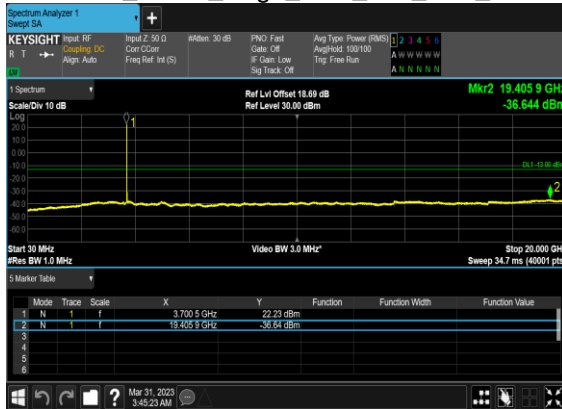 Spectrum Analyzer 1
Swept SA
+
KEYSIGHT
R T
LXI
Input: RF
Coupling: DC
Align: Auto
Input Z: 50 Ω
Corr CCorr
Freq Ref: Int (S)
#Atten: 30 dB
PNO: Fast
Gate: Off
IF Gain: Low
Sig Track: Off
Avg Type: Power (RMS)
Avg|Hold: 100/100
Trig: Free Run
1 2 3 4 5 6
A W W W W W
A N N N N N
1 Spectrum
Scale/Div 10 dB
Ref Lvl Offset 18.69 dB
Ref Level 30.00 dBm
Mkr2 19.405 9 GHz
-36.644 dBm
Log
20.0
10.0
0.00
-10.0
-20.0
-30.0
-40.0
-50.0
-60.0
1
DL1 -13.00 dBm
2
Start 30 MHz
#Res BW 1.0 MHz
Video BW 3.0 MHz*
Stop 20.000 GHz
Sweep 34.7 ms (40001 pts)
5 Marker Table
Mode Trace Scale X Y Function Function Width Function Value
1 N 1 f 3.700 5 GHz 22.23 dBm
2 N 1 f 19.405 9 GHz -36.64 dBm
3
4
5
6
?
Mar 31, 2023
3:45:23 AM